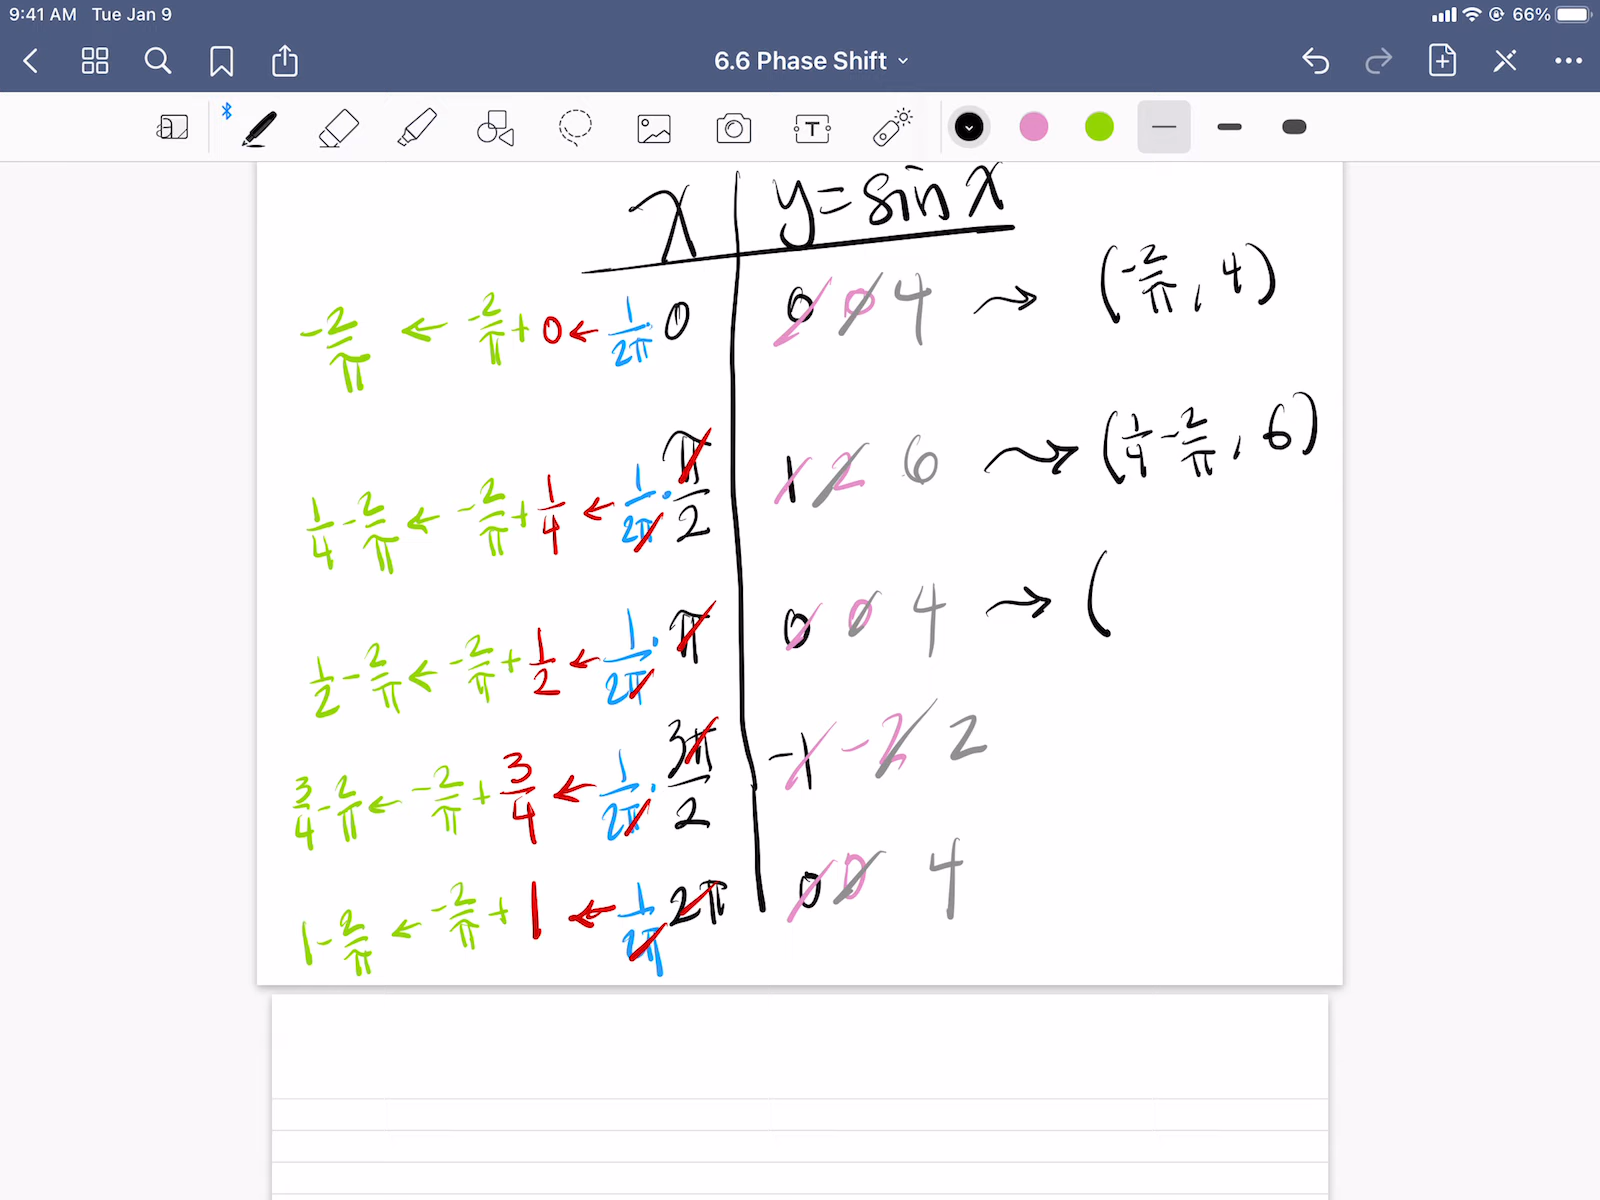 9:41 AM Tue Jan 9 66%
6.6 Phase Shift
T
x y = sin x
-2/π ← -2/π + 0 ← 1/2π 0 0 0 4 → (-2/π, 4)
1/4 - 2/π ← -2/π + 1/4 ← 1/2π · π/2 1 2 6 → (1/4 - 2/π, 6)
1/2 - 2/π ← -2/π + 1/2 ← 1/2π · π 0 0 4 → (
3/4 - 2/π ← -2/π + 3/4 ← 1/2π · 3π/2 -1 -2 2
1 - 2/π ← -2/π + 1 ← 1/2π 2π 0 0 4